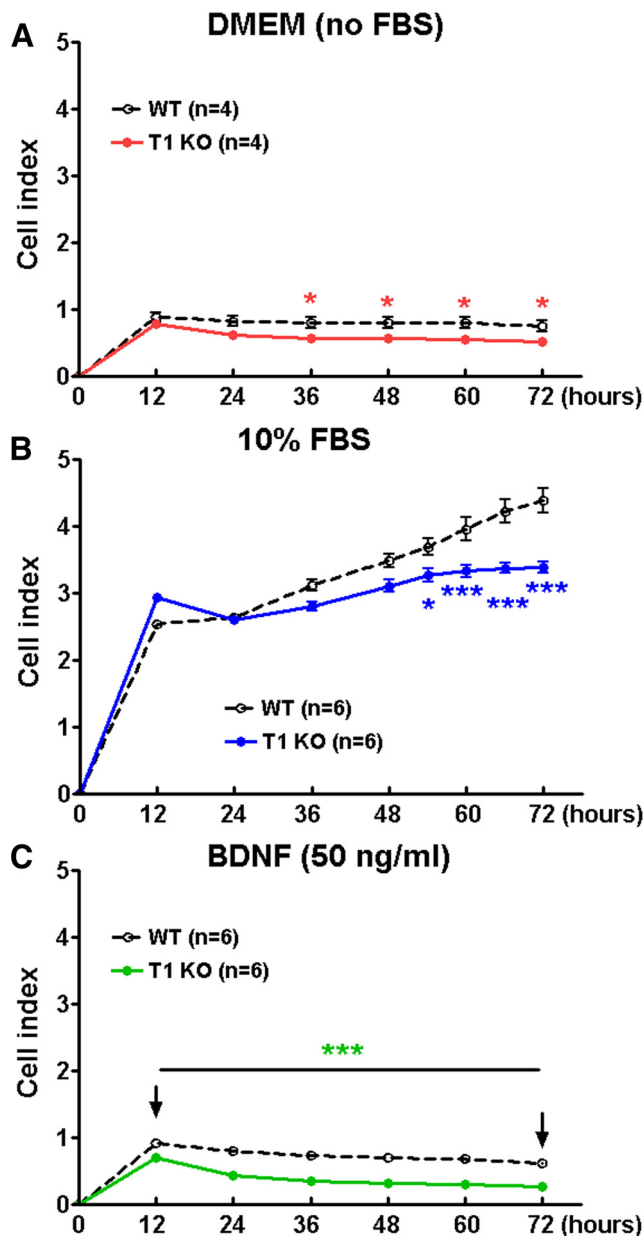 A
DMEM (no FBS)
5
4
3
2
1
0
Cell index
WT (n=4)
T1 KO (n=4)
* * * *
0 12 24 36 48 60 72 (hours)
B
10% FBS
5
4
3
2
1
0
Cell index
* *** *** ***
WT (n=6)
T1 KO (n=6)
0 12 24 36 48 60 72 (hours)
C
BDNF (50 ng/ml)
5
4
3
2
1
0
Cell index
WT (n=6)
T1 KO (n=6)
***
0 12 24 36 48 60 72 (hours)